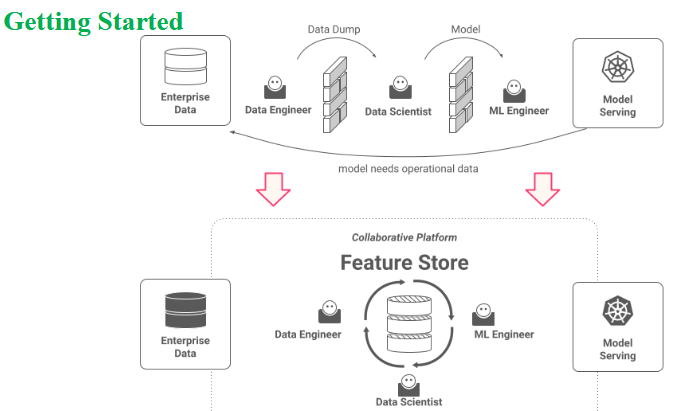 Getting Started
Data Dump
Model
Enterprise
Data
Data Engineer
Data Scientist
ML Engineer
Model
Serving
model needs operational data
Collaborative Platform
Feature Store
Enterprise
Data
Data Engineer
ML Engineer
Data Scientist
Model
Serving